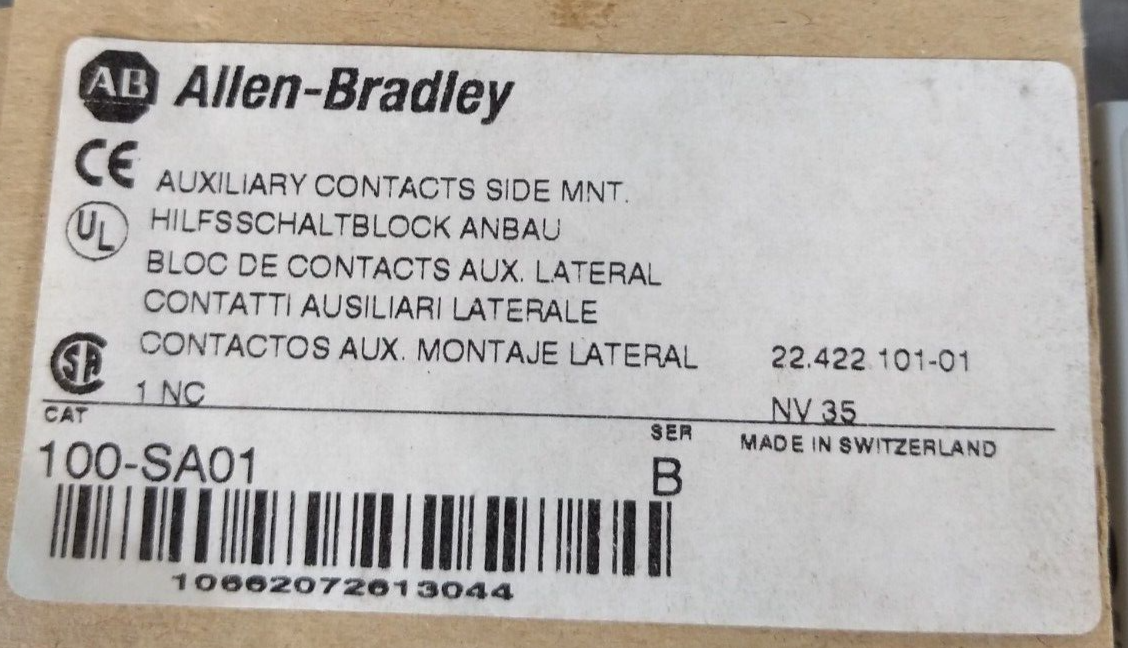 AB Allen-Bradley
CE
AUXILIARY CONTACTS SIDE MNT.
UL
HILFSSCHALTBLOCK ANBAU
BLOC DE CONTACTS AUX. LATERAL
CONTATTI AUSILIARI LATERALE
SA
CONTACTOS AUX. MONTAJE LATERAL 22.422.101-01
1 NC NV 35
CAT SER MADE IN SWITZERLAND
100-SA01 B
10662072613044